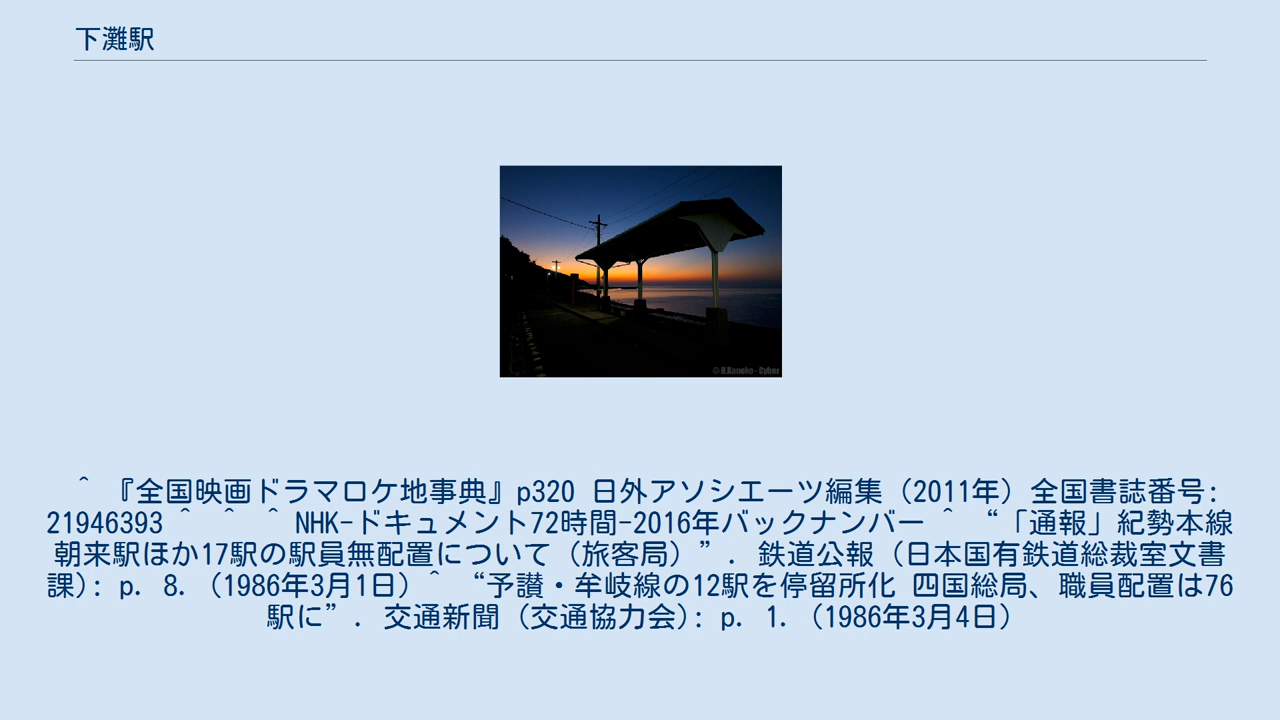 下灘駅
© H.Kaneko - Cyber
^ 『全国映画ドラマロケ地事典』p320 日外アソシエーツ編集 (2011年) 全国書誌番号:
21946393 ^ ^ ^ NHK-ドキュメント72時間-2016年バックナンバー ^ “「通報」紀勢本線
朝来駅ほか17駅の駅員無配置について (旅客局) ”. 鉄道公報 (日本国有鉄道総裁室文書
課): p. 8. (1986年3月1日) ^ “予讃・牟岐線の12駅を停留所化 四国総局、職員配置は76
駅に”. 交通新聞 (交通協力会): p. 1. (1986年3月4日)